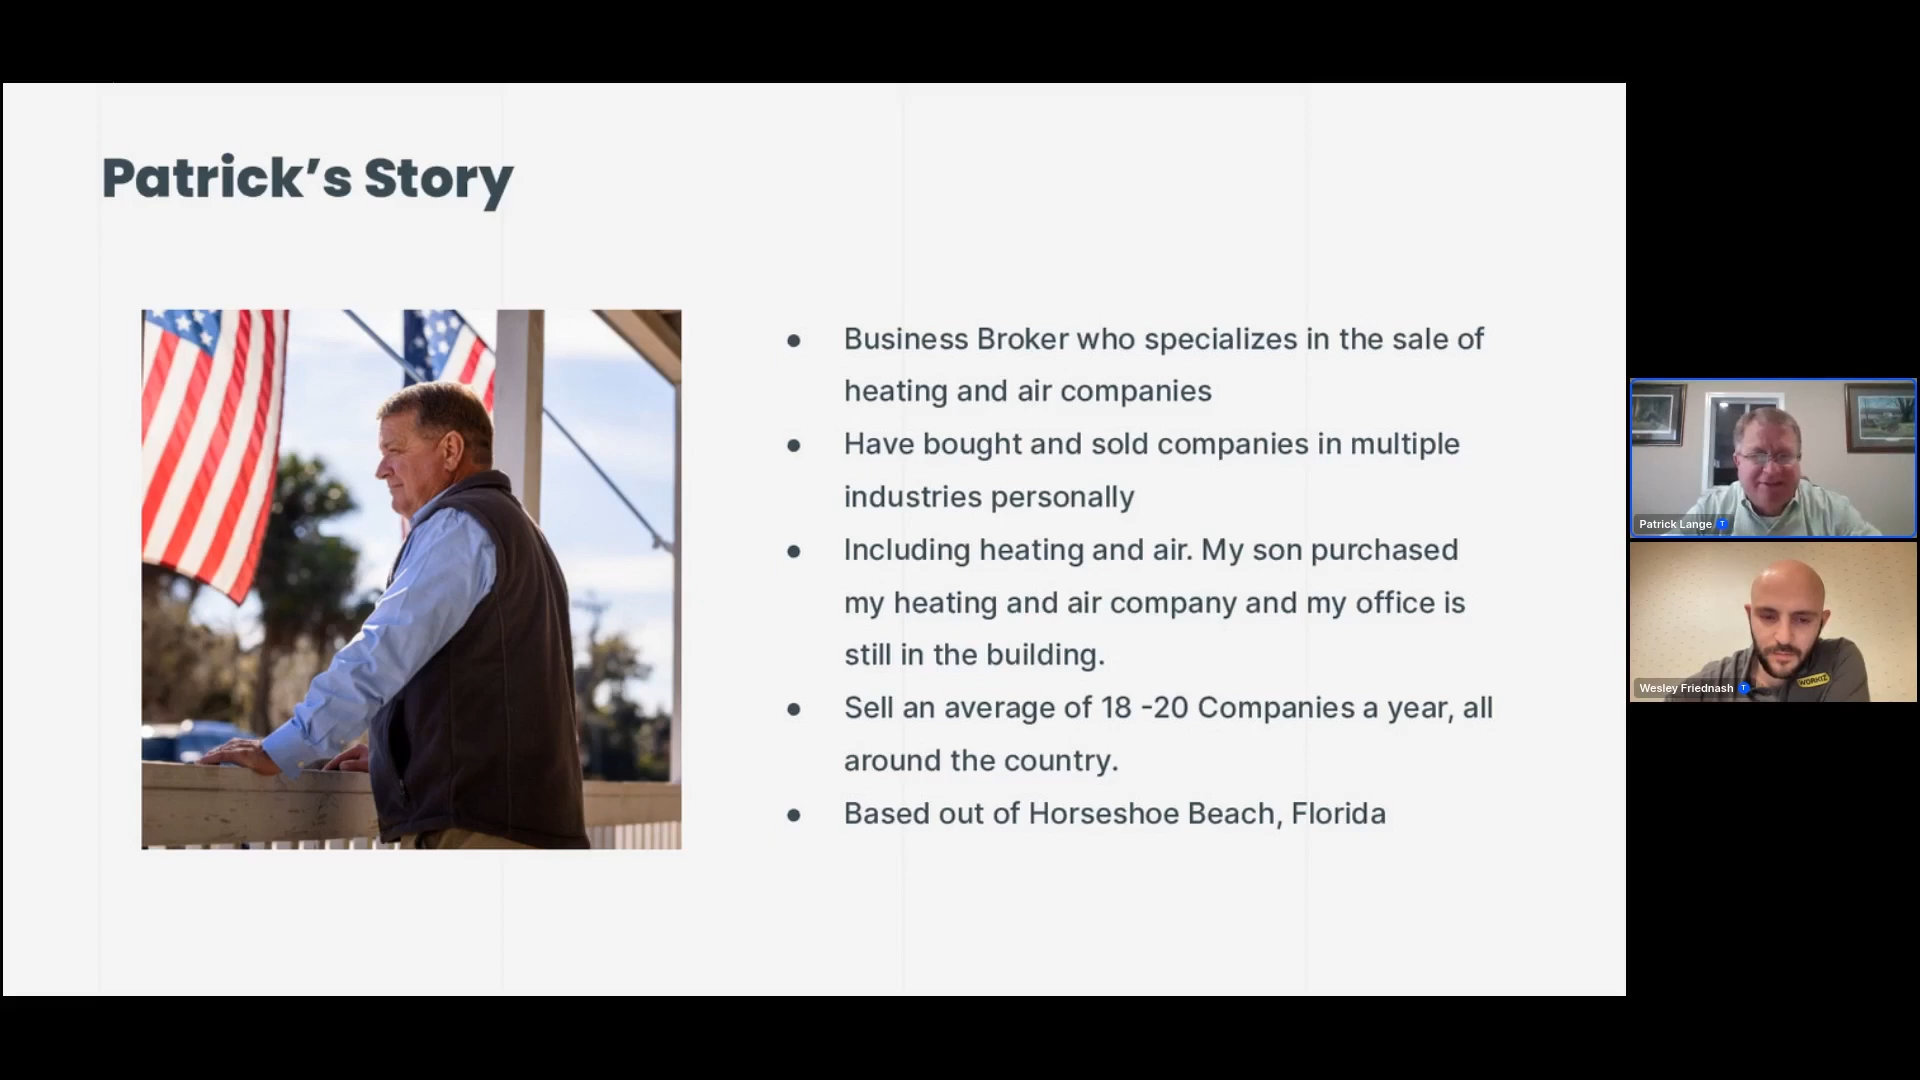 Patrick’s Story
● Business Broker who specializes in the sale of
heating and air companies
● Have bought and sold companies in multiple
industries personally
● Including heating and air. My son purchased
my heating and air company and my office is
still in the building.
● Sell an average of 18 -20 Companies a year, all
around the country.
● Based out of Horseshoe Beach, Florida
Patrick Lange T
WORKIZ
Wesley Friednash T